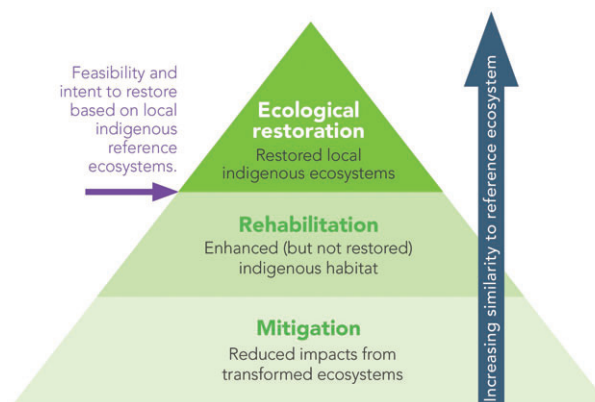 Feasibility and
intent to restore
based on local
indigenous
reference
ecosystems.
Ecological
restoration
Restored local
indigenous ecosystems
Rehabilitation
Enhanced (but not restored)
indigenous habitat
Mitigation
Reduced impacts from
transformed ecosystems
Increasing similarity to reference ecosystem